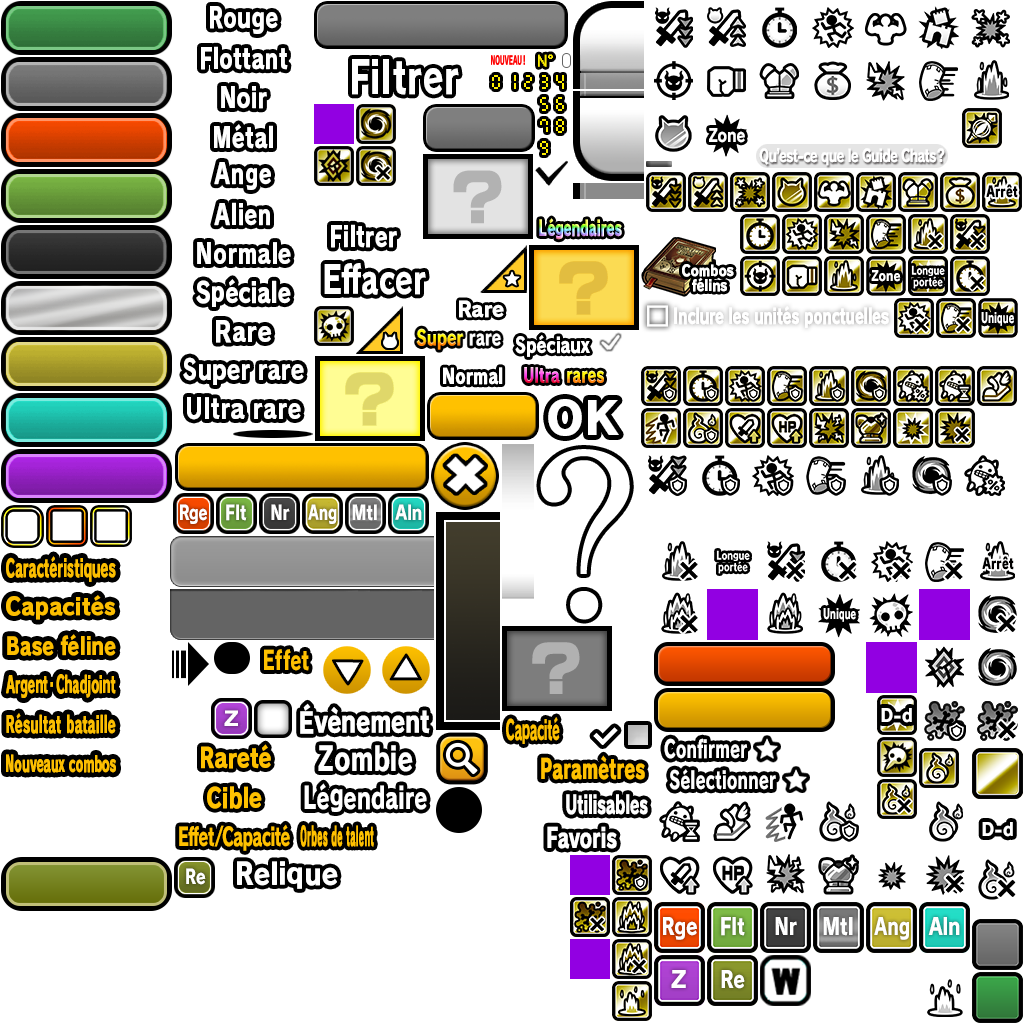 Rouge
Flottant
Noir
Métal
Ange
Alien
Normale
Spéciale
Rare
Super rare
Ultra rare
Filtrer
NOUVEAU!
N°
0 1 2 3 4
5 6
7 8
9
?
Légendaires
Filtrer
Effacer
?
Rare
Super rare
Spéciaux
Normal
Ultra rares
?
OK
Zone
Qu'est-ce que le Guide Chats?
Arrêt
Combos
félins
Zone
Longue
portée
Inclure les unités ponctuelles
Unique
HP
Rge
Flt
Nr
Ang
Mtl
Aln
?
Caractéristiques
Capacités
Base féline
Argent·Chadjoint
Résultat bataille
Nouveaux combos
Effet
Z
Évènement
Rareté
Zombie
Cible
Légendaire
Effet/Capacité
Orbes de talent
Re
Relique
?
Capacité
Paramètres
Utilisables
Favoris
Longue
portée
Arrêt
Unique
Confirmer
Sélectionner
D-d
D-d
HP
Rge
Flt
Nr
Mtl
Ang
Aln
Z
Re
W